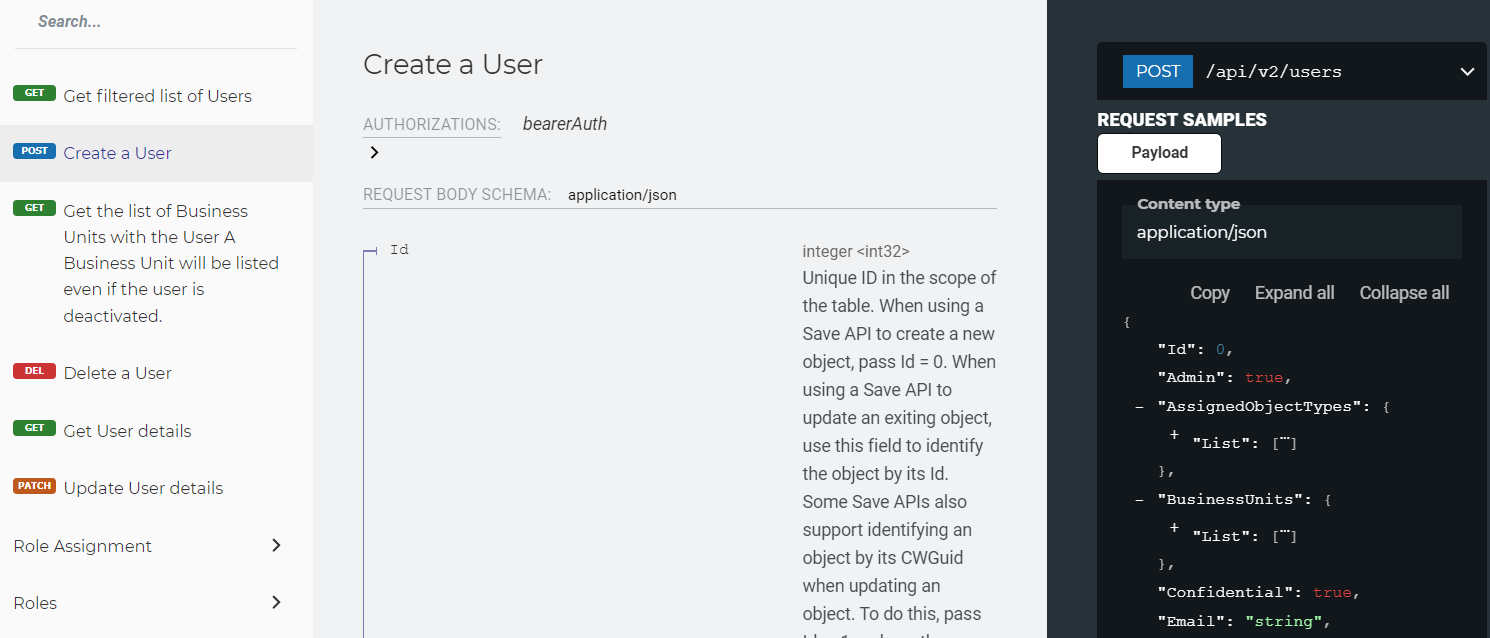 Search...
GET Get filtered list of Users
POST Create a User
GET Get the list of Business
Units with the User A
Business Unit will be listed
even if the user is
deactivated.
DEL Delete a User
GET Get User details
PATCH Update User details
Role Assignment
Roles
Create a User
AUTHORIZATIONS: bearerAuth
REQUEST BODY SCHEMA: application/json
Id
integer <int32>
Unique ID in the scope of
the table. When using a
Save API to create a new
object, pass Id = 0. When
using a Save API to
update an exiting object,
use this field to identify
the object by its Id.
Some Save APIs also
support identifying an
object by its CWGuid
when updating an
object. To do this, pass
POST /api/v2/users
REQUEST SAMPLES
Payload
Content type
application/json
Copy Expand all Collapse all
{
"Id": 0,
"Admin": true,
- "AssignedObjectTypes": {
+ "List": […]
},
- "BusinessUnits": {
+ "List": […]
},
"Confidential": true,
"Email": "string",